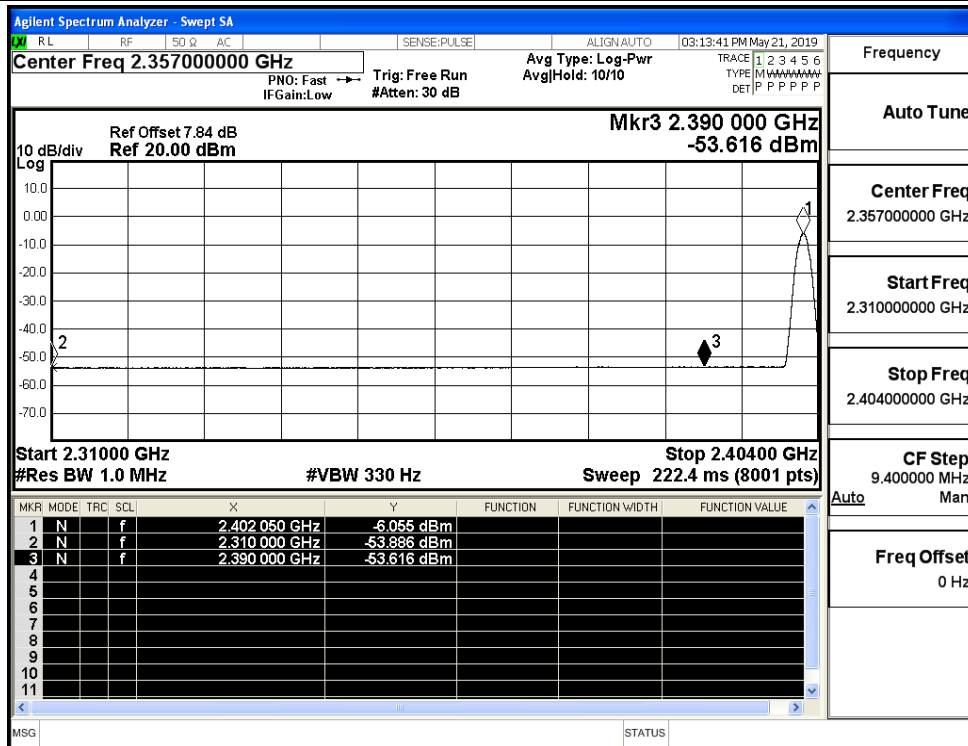 Agilent Spectrum Analyzer - Swept SA
LXI RL RF 50 Ω AC SENSE:PULSE ALIGN AUTO 03:13:41 PM May 21, 2019
Center Freq 2.357000000 GHz
PNO: Fast
IFGain:Low
Trig: Free Run
#Atten: 30 dB
Avg Type: Log-Pwr
Avg|Hold: 10/10
TRACE 1 2 3 4 5 6
TYPE M WWWWW
DET P P P P P P
Ref Offset 7.84 dB
Ref 20.00 dBm
10 dB/div
Log
Mkr3 2.390 000 GHz
-53.616 dBm
10.0
0.00
-10.0
-20.0
-30.0
-40.0
-50.0
-60.0
-70.0
1
2
3
Start 2.31000 GHz
Stop 2.40400 GHz
#Res BW 1.0 MHz
#VBW 330 Hz
Sweep 222.4 ms (8001 pts)
MKR MODE TRC SCL X Y FUNCTION FUNCTION WIDTH FUNCTION VALUE
1 N f 2.402 050 GHz -6.055 dBm
2 N f 2.310 000 GHz -53.886 dBm
3 N f 2.390 000 GHz -53.616 dBm
4
5
6
7
8
9
10
11
MSG
STATUS
Frequency
Auto Tune
Center Freq
2.357000000 GHz
Start Freq
2.310000000 GHz
Stop Freq
2.404000000 GHz
CF Step
9.400000 MHz
Auto Man
Freq Offset
0 Hz